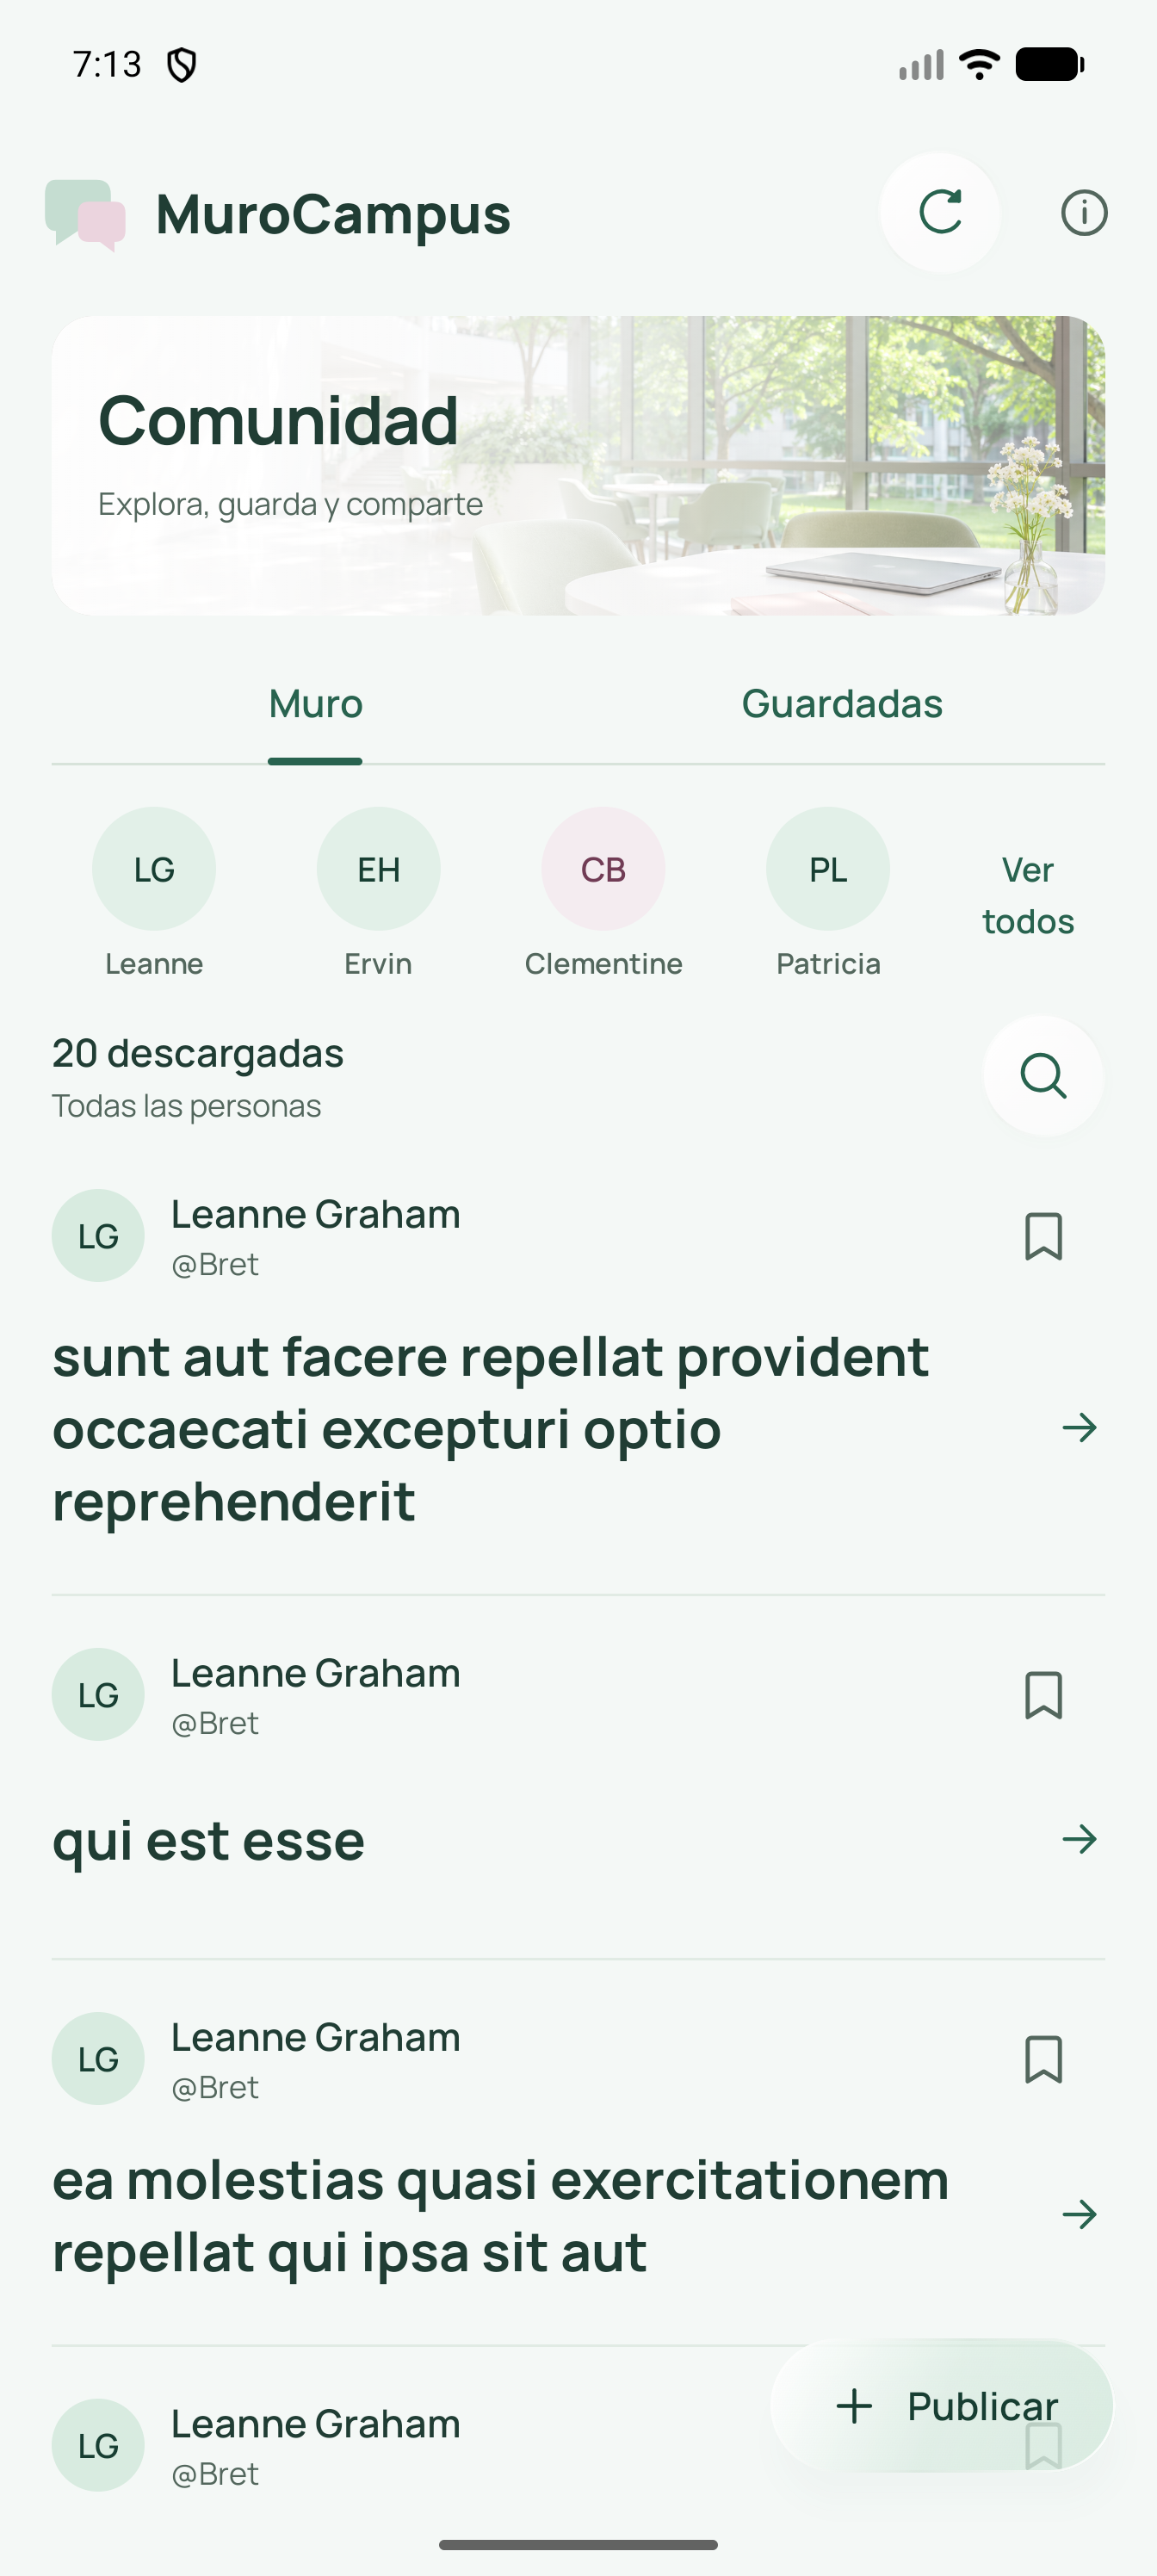 7:13
MuroCampus
Comunidad
Explora, guarda y comparte
Muro
Guardadas
LG
EH
CB
PL
Ver
todos
Leanne
Ervin
Clementine
Patricia
20 descargadas
Todas las personas
LG
Leanne Graham
@Bret
sunt aut facere repellat provident
occaecati excepturi optio
reprehenderit
LG
Leanne Graham
@Bret
qui est esse
LG
Leanne Graham
@Bret
ea molestias quasi exercitationem
repellat qui ipsa sit aut
Publicar
LG
Leanne Graham
@Bret